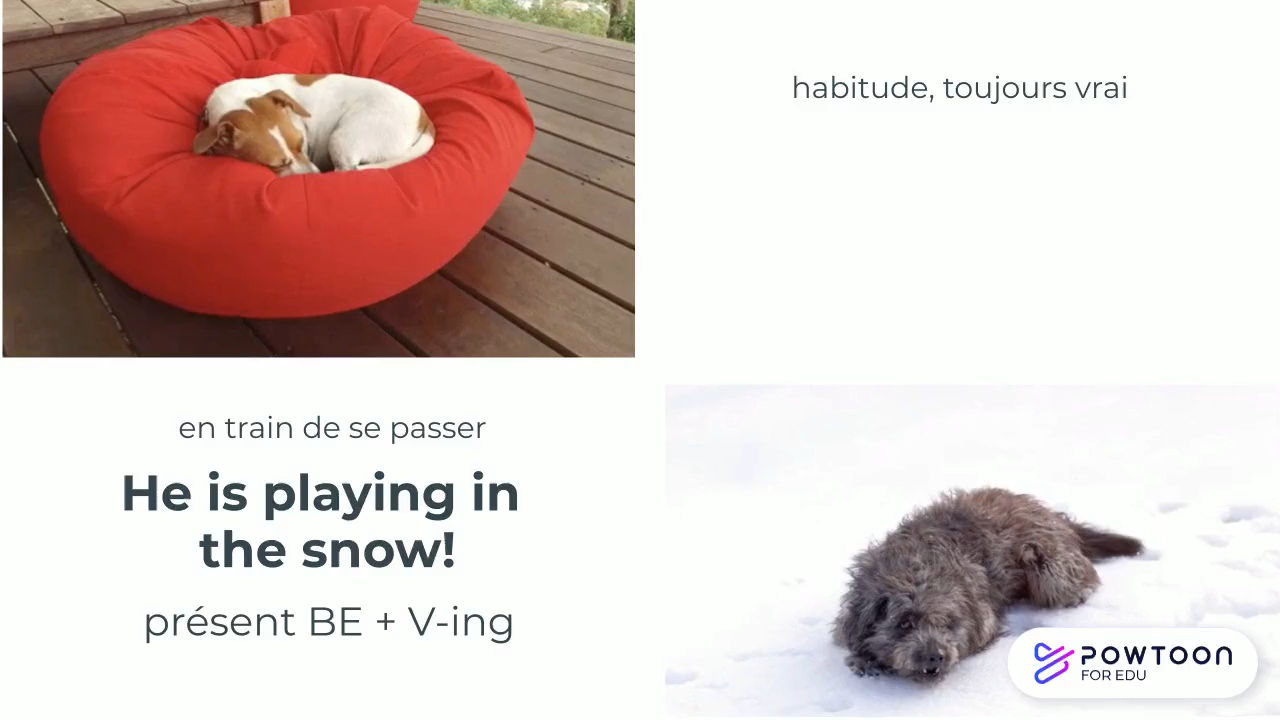 habitude, toujours vrai
en train de se passer
He is playing in
the snow!
présent BE + V-ing
POWTOON
FOR EDU